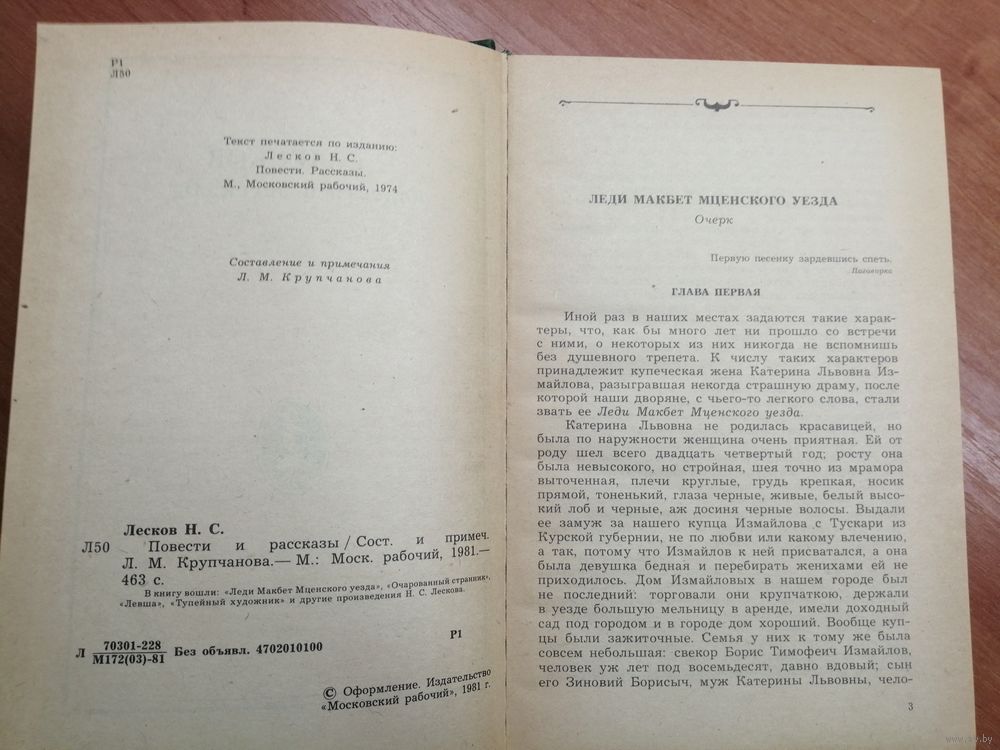 Р1
Л50
Текст печатается по изданию:
Лесков Н. С.
Повести. Рассказы.
М., Московский рабочий, 1974
Составление и примечания
Л. М. Крупчанова
Лесков Н. С.
Л50 Повести и рассказы / Сост. и примеч.
Л. М. Крупчанова.— М.: Моск. рабочий, 1981.—
463 с.
В книгу вошли: «Леди Макбет Мценского уезда», «Очарованный странник»,
«Левша», «Тупейный художник» и другие произведения Н. С. Лескова.
Л 70301-228
М172(03)-81 Без объявл. 4702010100
Р1
© Оформление. Издательство
«Московский рабочий», 1981 г.
ЛЕДИ МАКБЕТ МЦЕНСКОГО УЕЗДА
Очерк
Первую песенку зардевшись спеть.
Поговорка
ГЛАВА ПЕРВАЯ
Иной раз в наших местах задаются такие харак-
теры, что, как бы много лет ни прошло со встречи
с ними, о некоторых из них никогда не вспомнишь
без душевного трепета. К числу таких характеров
принадлежит купеческая жена Катерина Львовна Из-
майлова, разыгравшая некогда страшную драму, после
которой наши дворяне, с чьего-то легкого слова, стали
звать ее Леди Макбет Мценского уезда.
Катерина Львовна не родилась красавицей, но
была по наружности женщина очень приятная. Ей от
роду шел всего двадцать четвертый год; росту она
была невысокого, но стройная, шея точно из мрамора
выточенная, плечи круглые, грудь крепкая, носик
прямой, тоненький, глаза черные, живые, белый высо-
кий лоб и черные, аж досиня черные волосы. Выдали
ее замуж за нашего купца Измайлова с Тускари из
Курской губернии, не по любви или какому влечению,
а так, потому что Измайлов к ней присватался, а она
была девушка бедная и перебирать женихами ей не
приходилось. Дом Измайловых в нашем городе был
не последний: торговали они крупчаткою, держали
в уезде большую мельницу в аренде, имели доходный
сад под городом и в городе дом хороший. Вообще куп-
цы были зажиточные. Семья у них к тому же была
совсем небольшая: свекор Борис Тимофеич Измайлов,
человек уж лет под восемьдесят, давно вдовый; сын
его Зиновий Борисыч, муж Катерины Львовны, чело-
3
www.ay.by